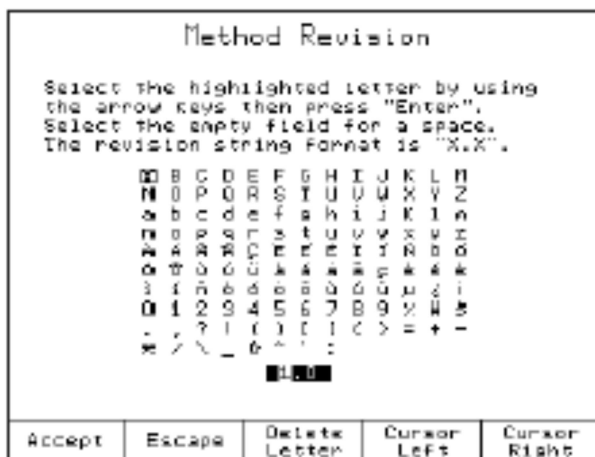 Method Revision
Select the highlighted letter by using
the arrow keys then press "Enter".
Select the empty field for a space.
The revision string format is "X.X".
A B C D E F G H I J K L M
N O P Q R S T U V W X Y Z
a b c d e f g h i j k l m
n o p q r s t u v w x y z
0 1 2 3 4 5 6 7 8 9 % # 
. , ? ! ( ) [ ] < > = + -
* / \ _ & ^ ' :
1.0
Accept
Escape
Delete
Letter
Cursor
Left
Cursor
Right